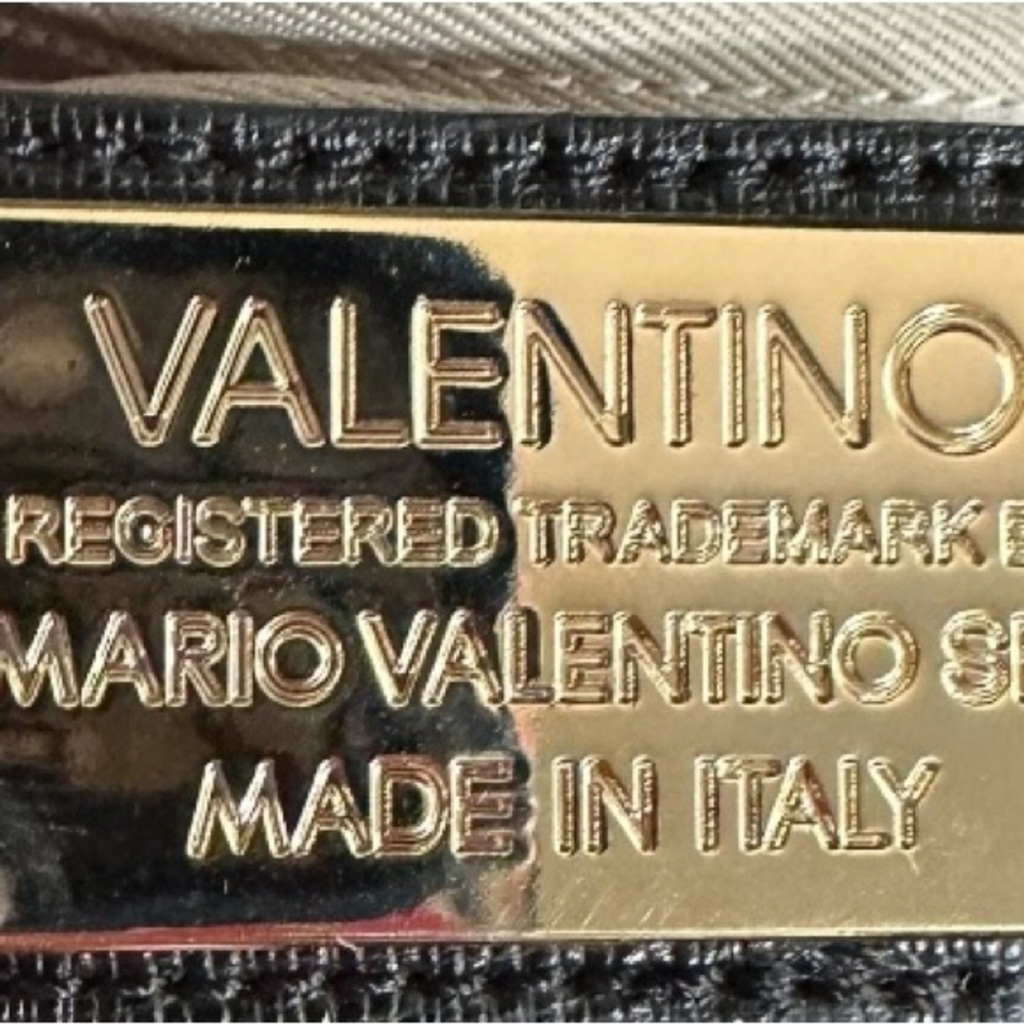 VALENTINO
REGISTERED TRADEMARK
MARIO VALENTINO
MADE IN ITALY